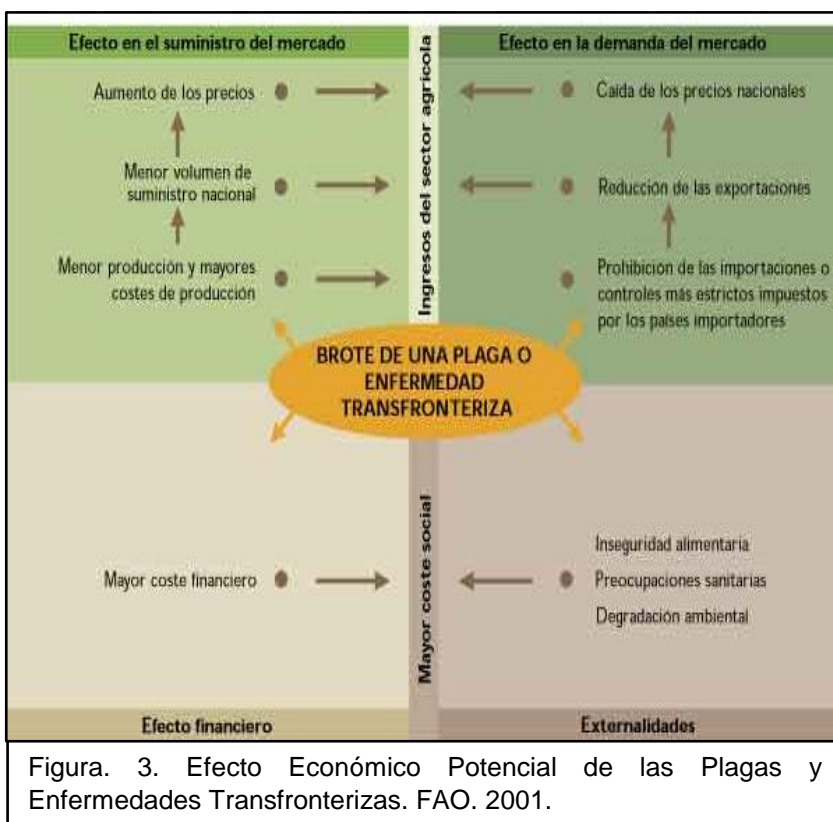 Efecto en el suministro del mercado
Aumento de los precios
Menor volumen de
suministro nacional
Menor producción y mayores
costes de producción
Ingresos del sector agrícola
Efecto en la demanda del mercado
Caída de los precios nacionales
Reducción de las exportaciones
Prohibición de las importaciones o
controles más estrictos impuestos
por los países importadores
BROTE DE UNA PLAGA O
ENFERMEDAD
TRANSFRONTERIZA
Mayor coste financiero
Mayor coste social
Inseguridad alimentaria
Preocupaciones sanitarias
Degradación ambiental
Efecto financiero
Externalidades
Figura. 3. Efecto Económico Potencial de las Plagas y
Enfermedades Transfronterizas. FAO. 2001.